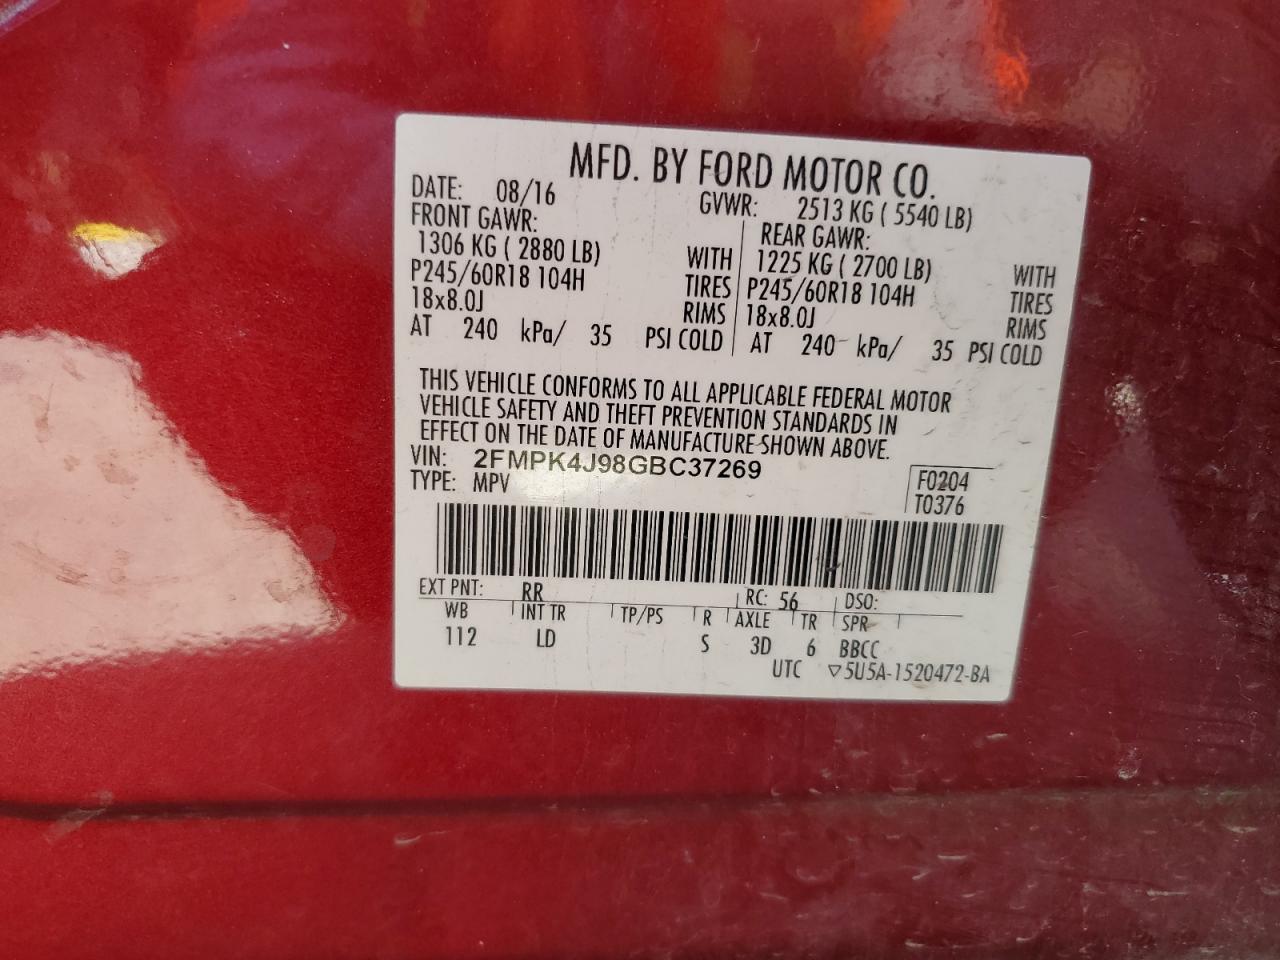 MFD. BY FORD MOTOR CO.
DATE: 08/16 GVWR: 2513 KG ( 5540 LB)
FRONT GAWR: REAR GAWR:
1306 KG ( 2880 LB) WITH 1225 KG ( 2700 LB) WITH
P245/60R18 104H TIRES P245/60R18 104H TIRES
18x8.0J RIMS 18x8.0J RIMS
AT 240 kPa/ 35 PSI COLD AT 240 kPa/ 35 PSI COLD
THIS VEHICLE CONFORMS TO ALL APPLICABLE FEDERAL MOTOR
VEHICLE SAFETY AND THEFT PREVENTION STANDARDS IN
EFFECT ON THE DATE OF MANUFACTURE SHOWN ABOVE.
VIN: 2FMPK4J98GBC37269 F0204
TYPE: MPV T0376
EXT PNT: RR RC: 56 DSO:
WB INT TR TP/PS R AXLE TR SPR
112 LD S 3D 6 BBCC
UTC ▽5U5A-1520472-BA